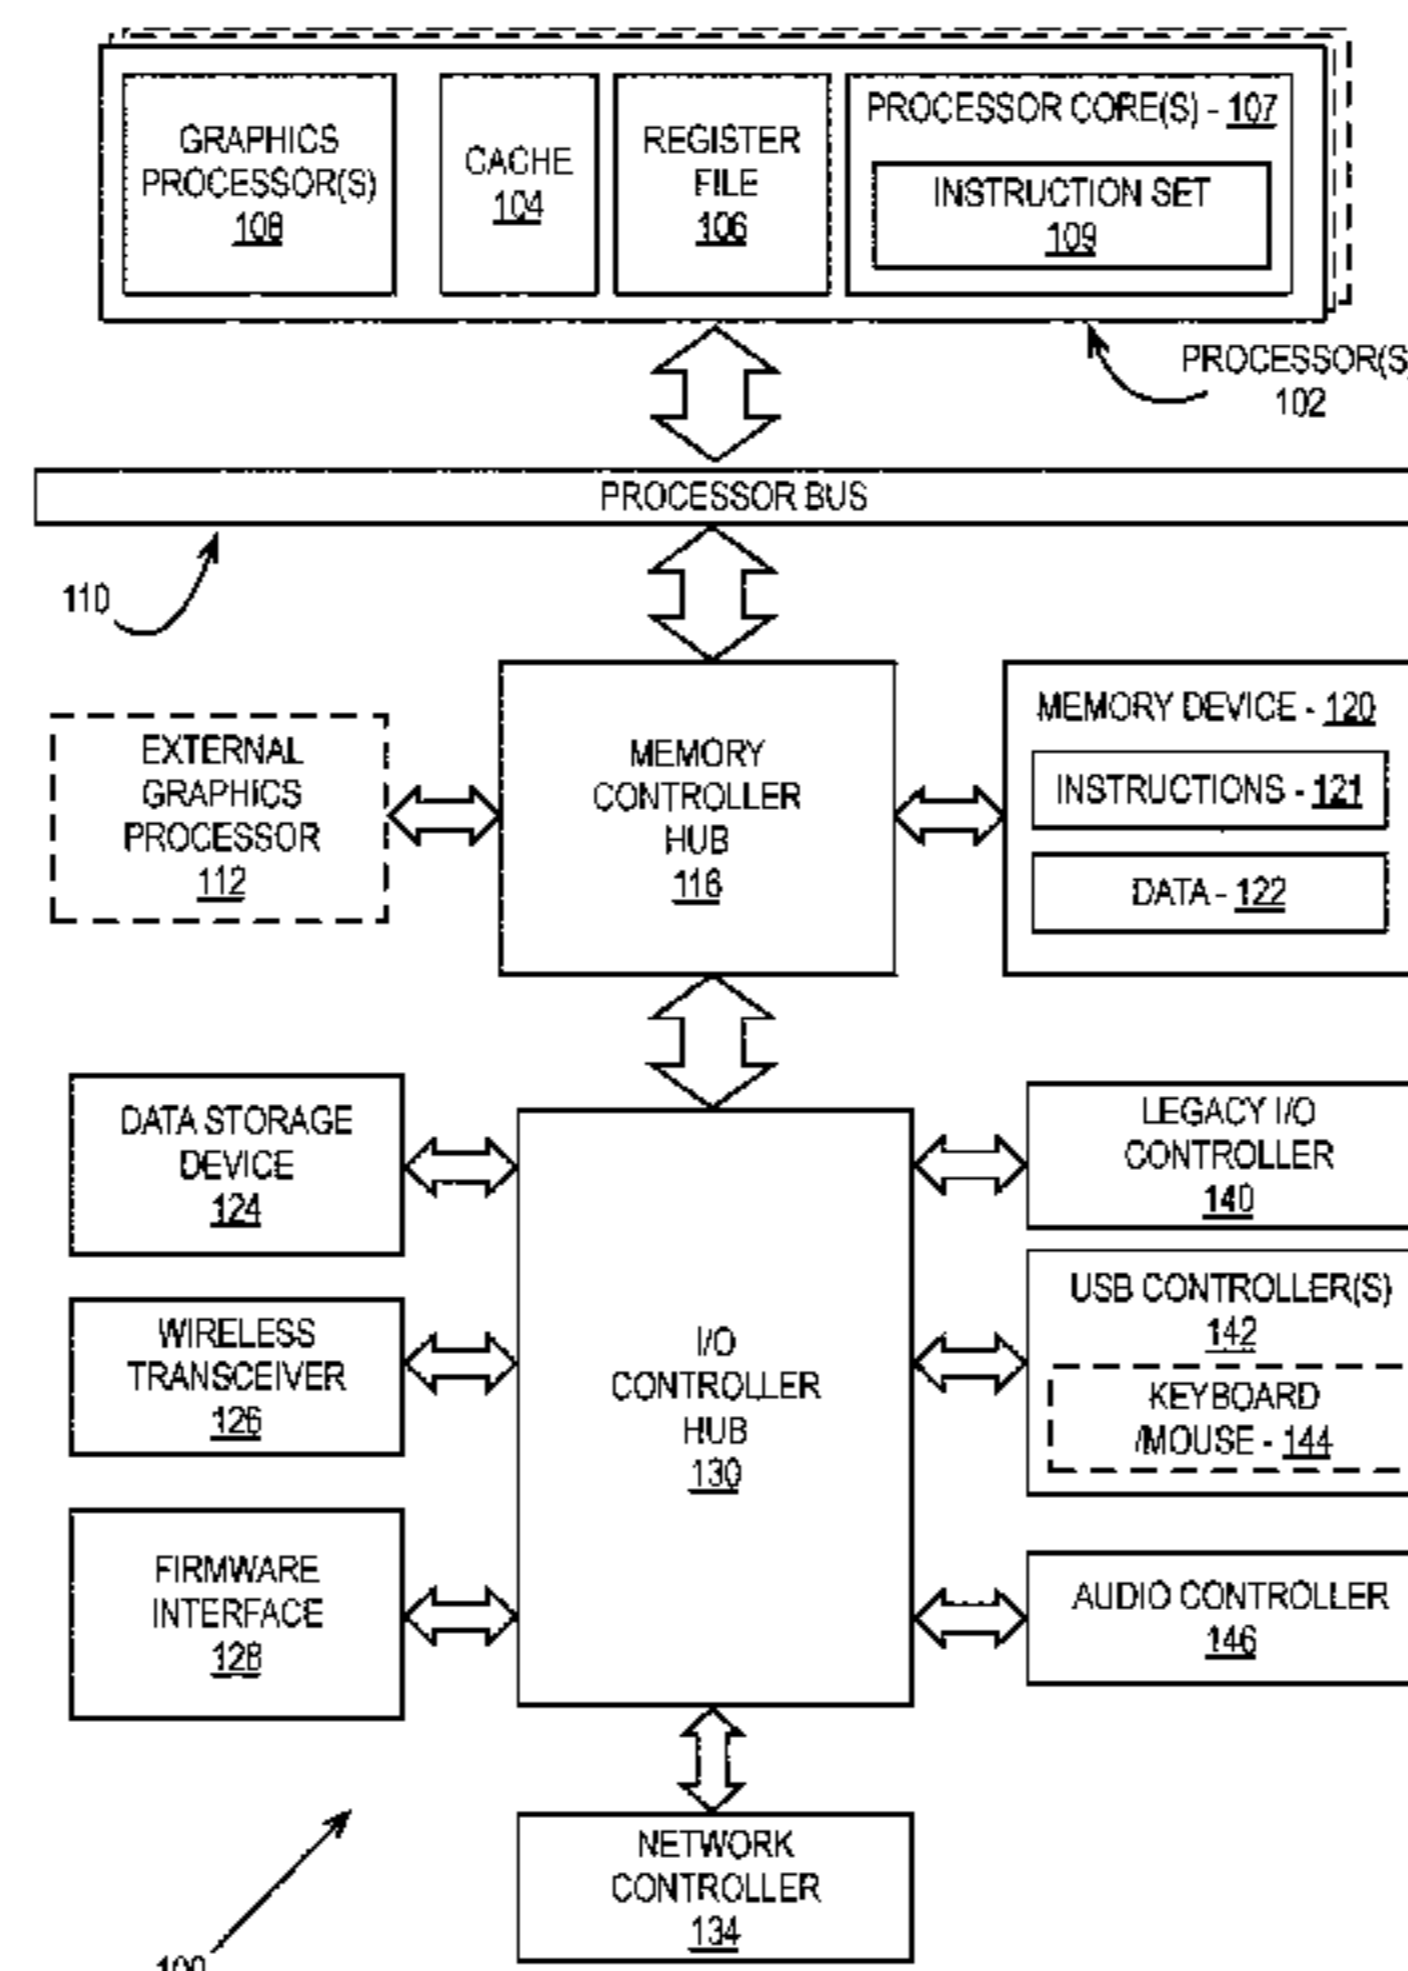 GRAPHICS
PROCESSOR(S)
108
CACHE
104
REGISTER
FILE
106
PROCESSOR CORE(S) - 107
INSTRUCTION SET
109
PROCESSOR(S)
102
PROCESSOR BUS
110
EXTERNAL
GRAPHICS
PROCESSOR
112
MEMORY
CONTROLLER
HUB
116
MEMORY DEVICE - 120
INSTRUCTIONS - 121
DATA - 122
DATA STORAGE
DEVICE
124
WIRELESS
TRANSCEIVER
126
FIRMWARE
INTERFACE
128
I/O
CONTROLLER
HUB
130
LEGACY I/O
CONTROLLER
140
USB CONTROLLER(S)
142
KEYBOARD
/MOUSE - 144
AUDIO CONTROLLER
146
NETWORK
CONTROLLER
134
100